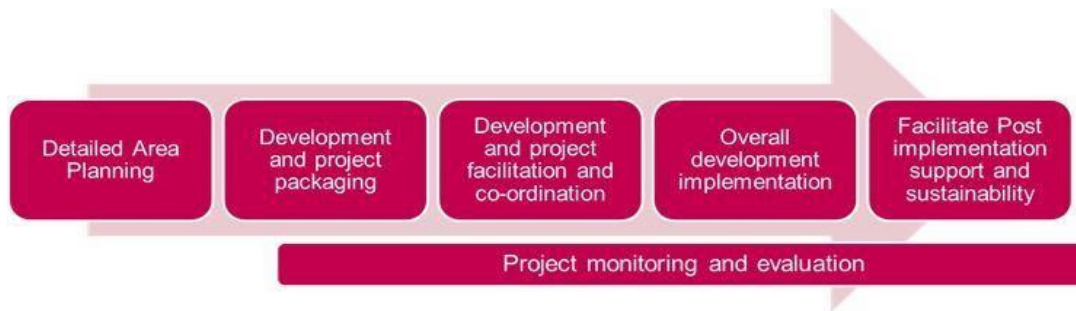 Detailed Area
Planning
Development
and project
packaging
Development
and project
facilitation and
co-ordination
Overall
development
implementation
Facilitate Post
implementation
support and
sustainability
Project monitoring and evaluation